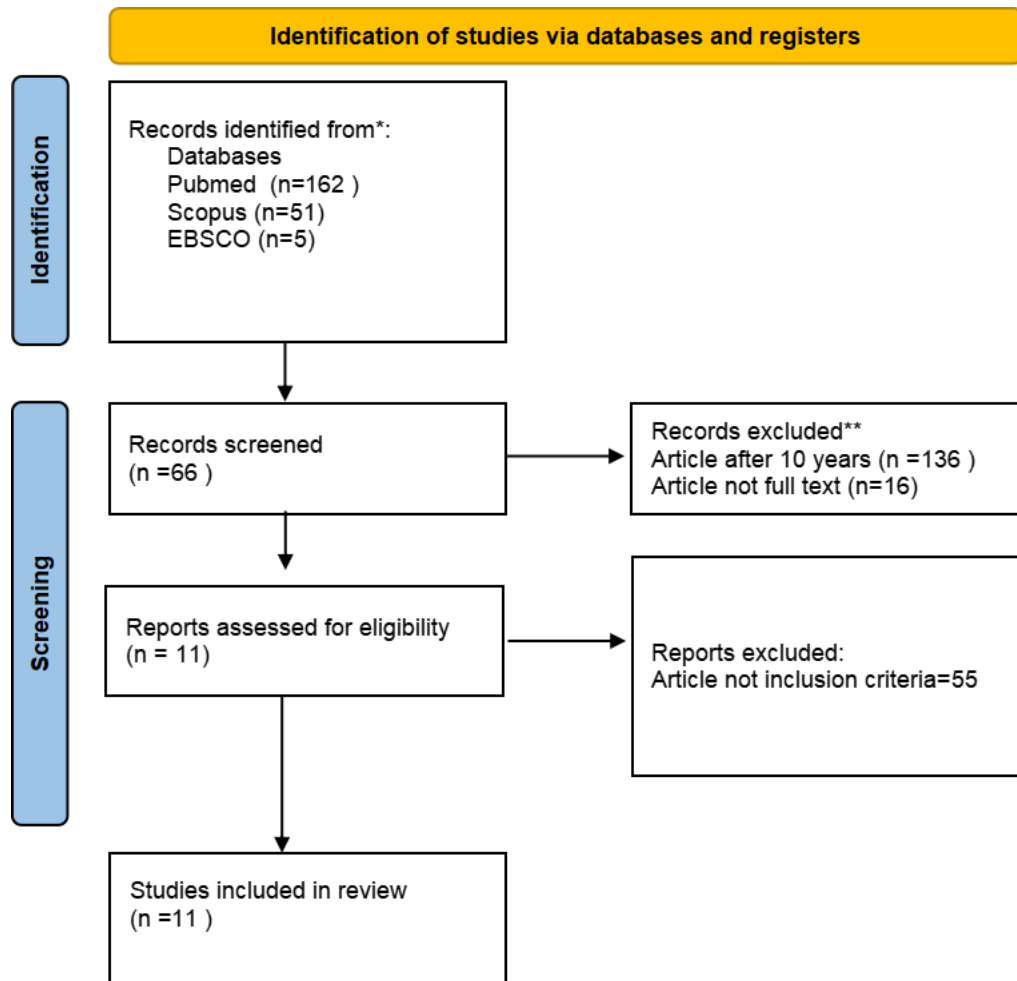 Identification of studies via databases and registers
Identification
Records identified from*:
Databases
Pubmed (n=162 )
Scopus (n=51)
EBSCO (n=5)
Screening
Records screened
(n =66 )
Records excluded**
Article after 10 years (n =136 )
Article not full text (n=16)
Reports assessed for eligibility
(n = 11)
Reports excluded:
Article not inclusion criteria=55
Studies included in review
(n =11 )